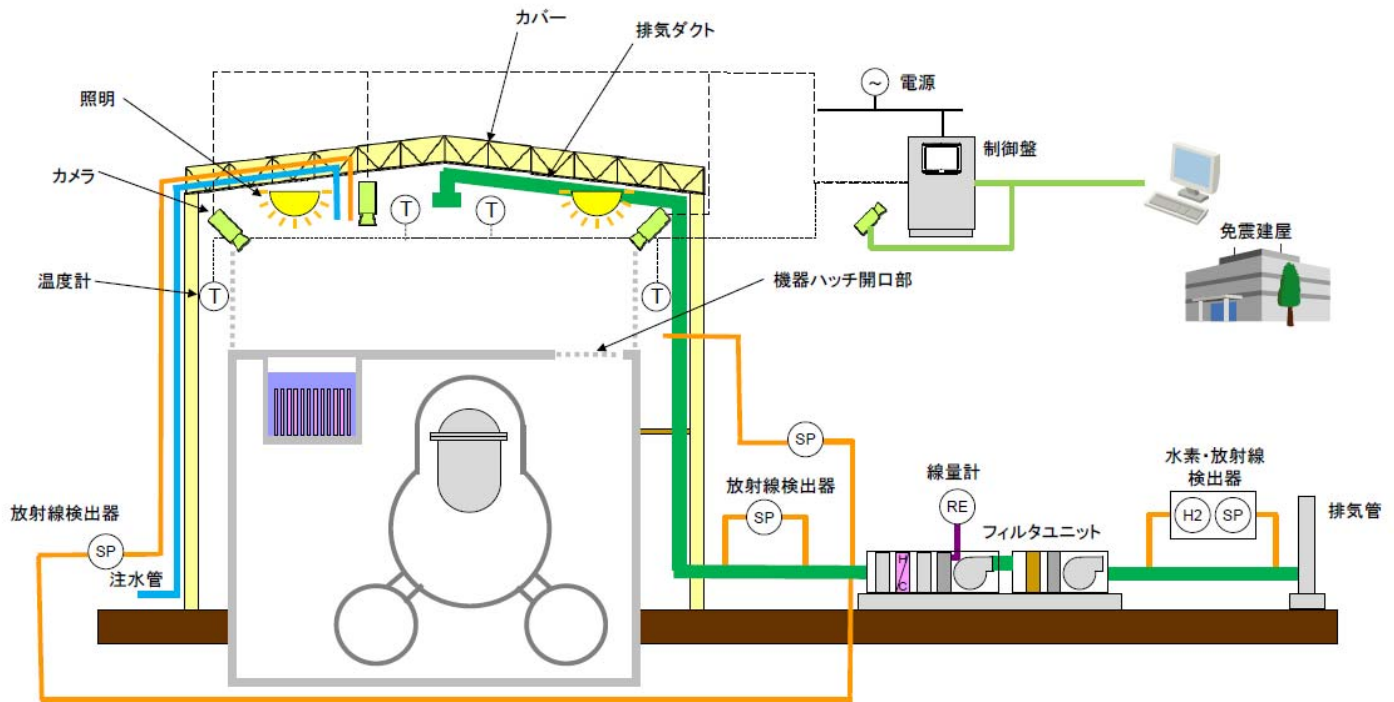 カバー
排気ダクト
照明
～
電源
カメラ
制御盤
T
T
免震建屋
温度計
T
T
機器ハッチ開口部
SP
水素・放射線
検出器
線量計
放射線検出器
放射線検出器
RE
H2
SP
排気管
SP
フィルタユニット
SP
注水管
H
C